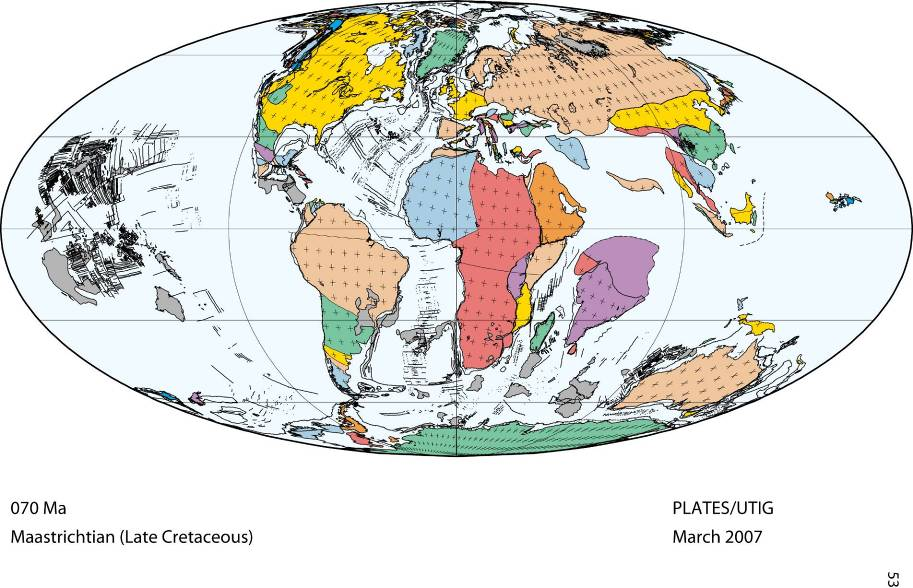 070 Ma
Maastrichtian (Late Cretaceous)
PLATES/UTIG
March 2007
53